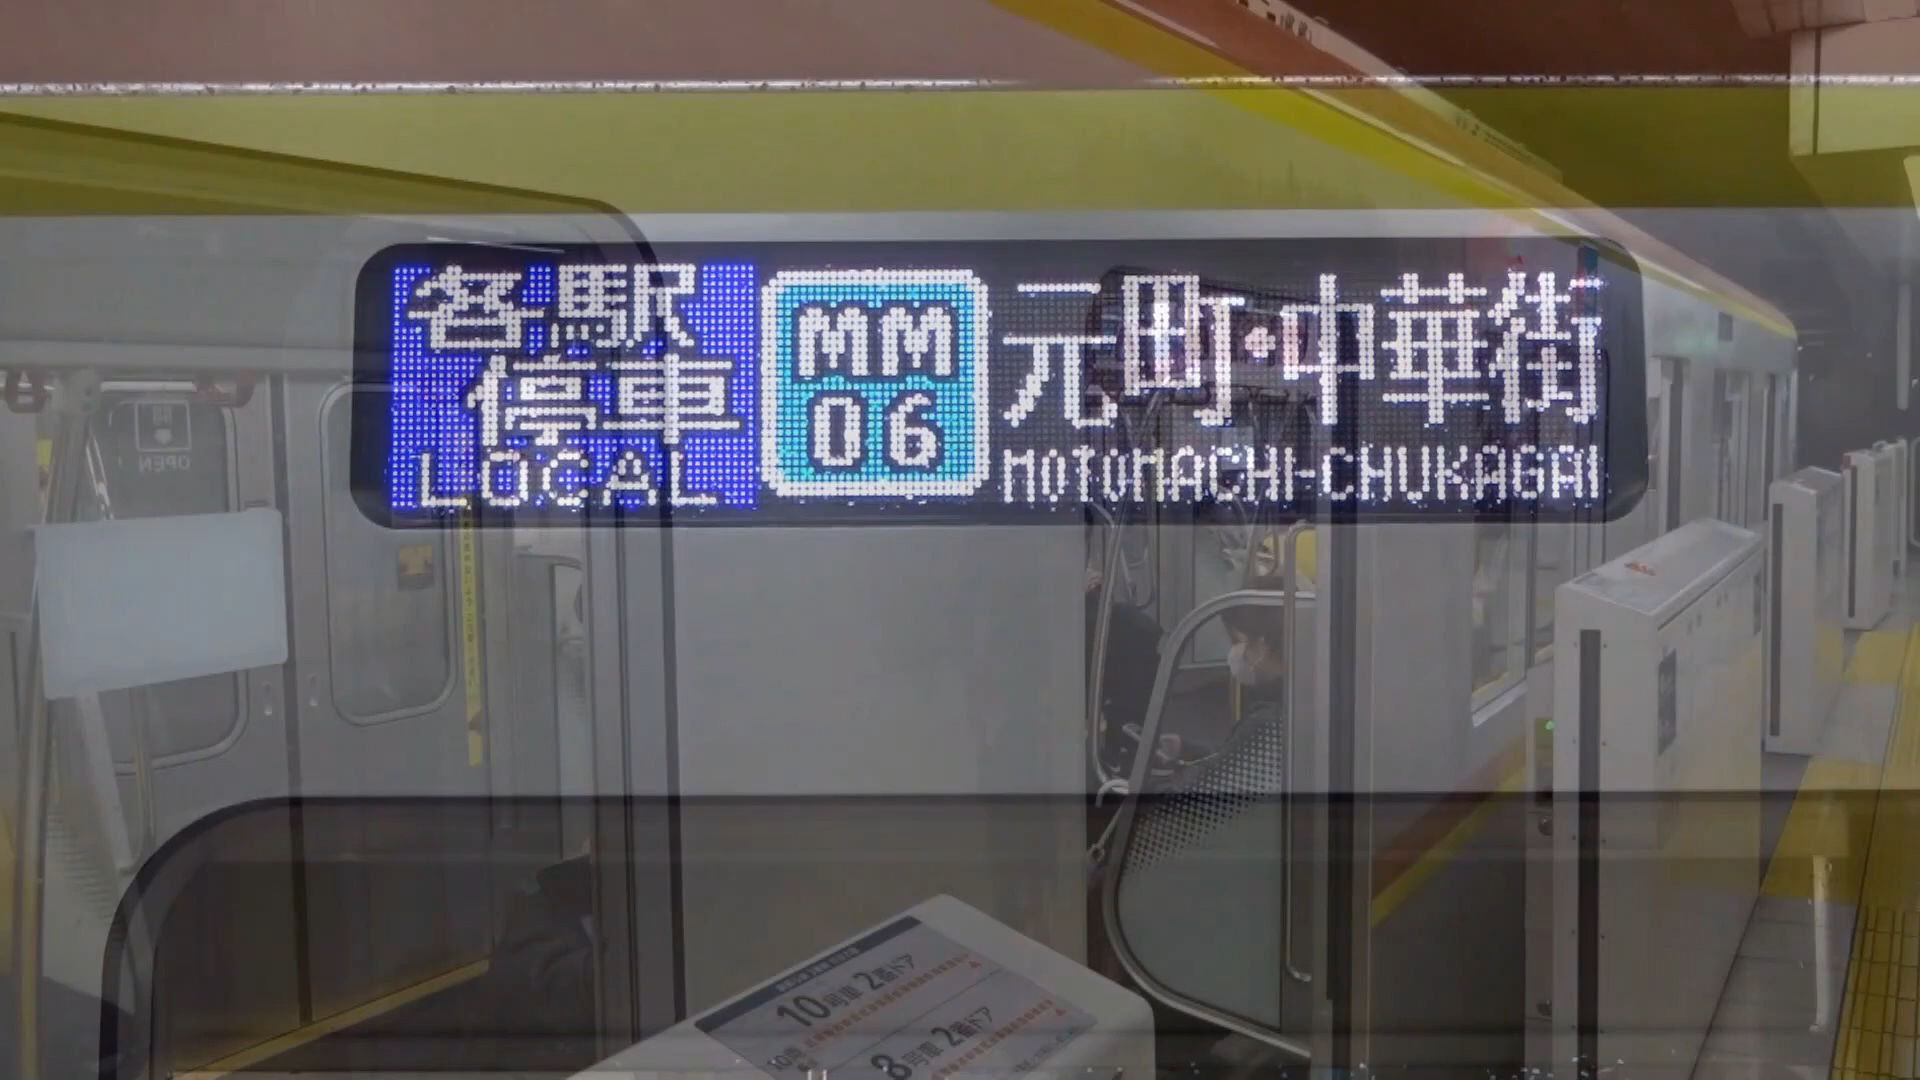 各駅
停車
LOCAL
MM
06
元町・中華街
MOTOMACHI-CHUKAGAI
OPEN
10号車 2番ドア
8号車 2番ドア